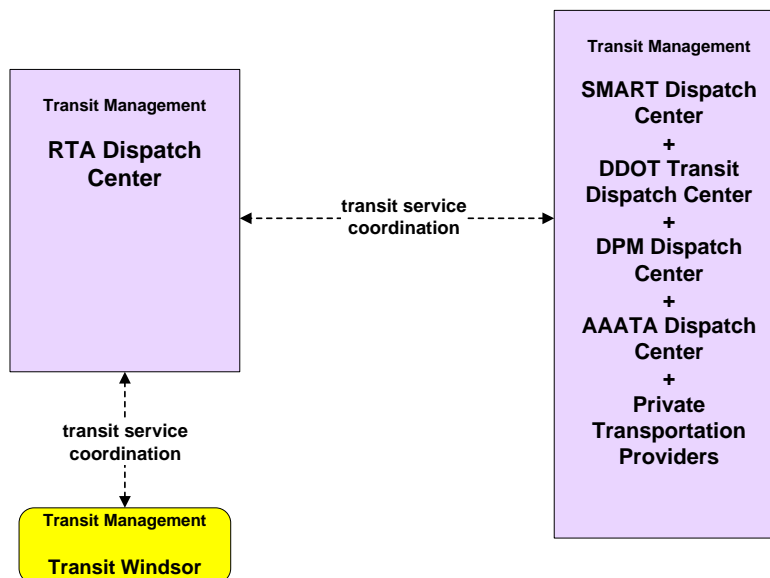 Transit Management
RTA Dispatch
Center
transit service
coordination
Transit Management
SMART Dispatch
Center
+
DDOT Transit
Dispatch Center
+
DPM Dispatch
Center
+
AAATA Dispatch
Center
+
Private
Transportation
Providers
transit service
coordination
Transit Management
Transit Windsor